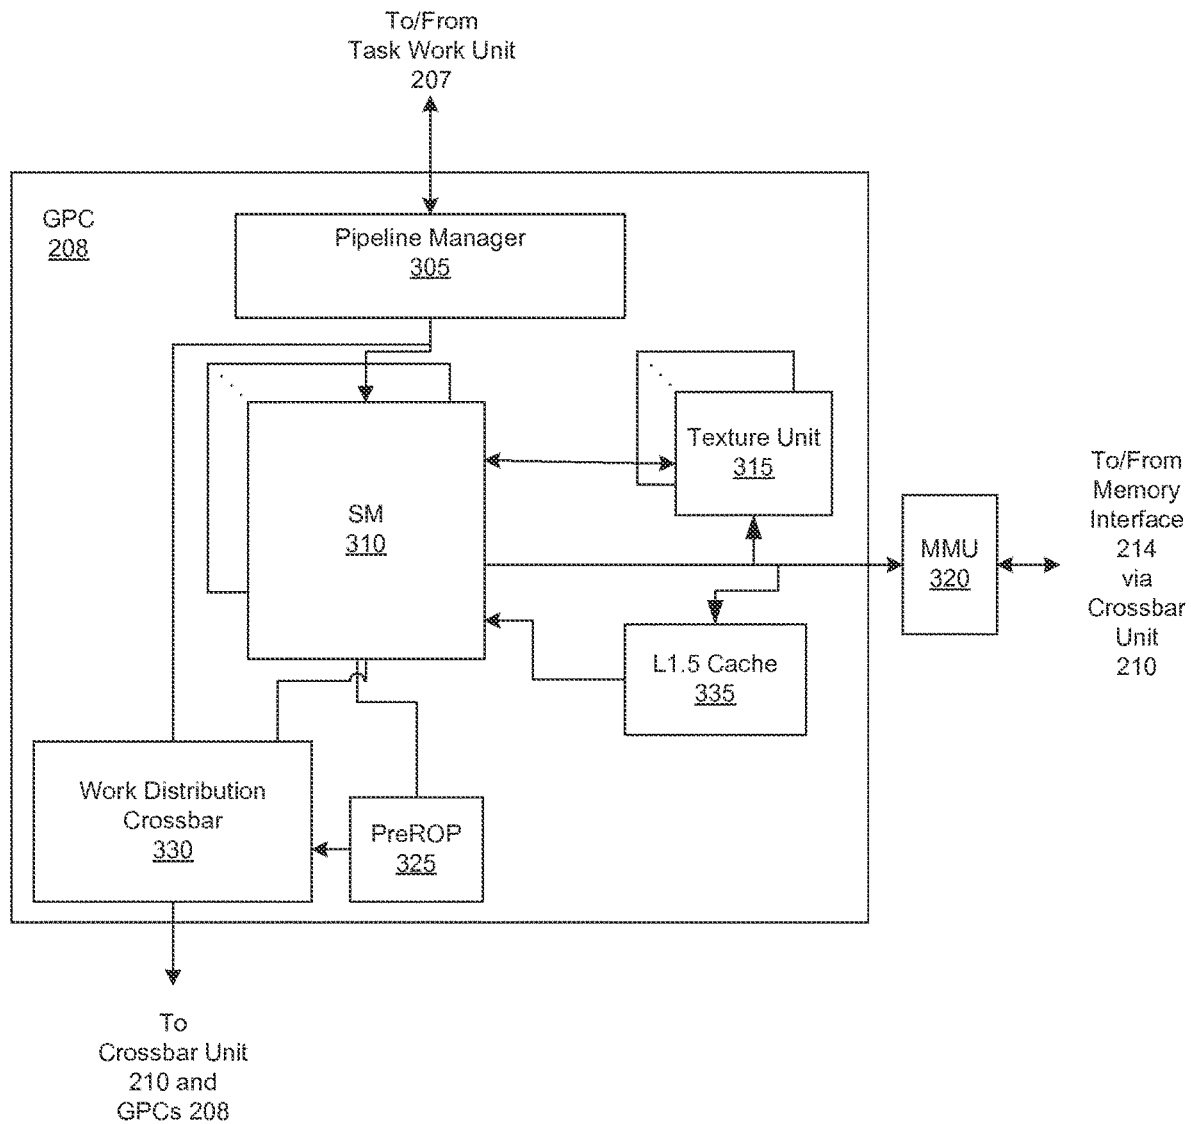 To/From
Task Work Unit
207
GPC
208
Pipeline Manager
305
Texture Unit
315
SM
310
To/From
Memory
Interface
214
via
Crossbar
Unit
210
MMU
320
L1.5 Cache
335
Work Distribution
Crossbar
330
PreROP
325
To
Crossbar Unit
210 and
GPCs 208